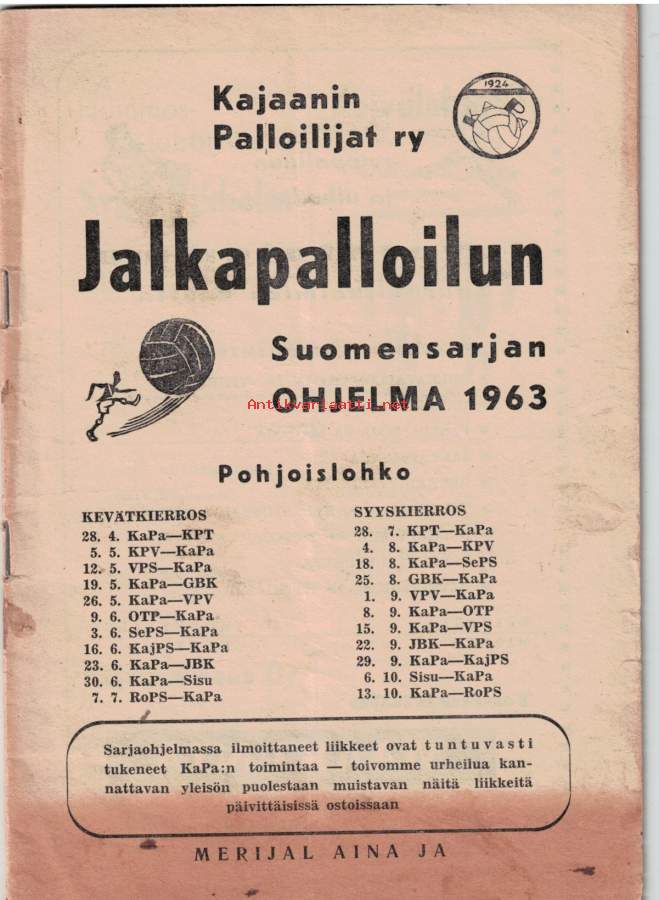 Kajaanin
Palloilijat ry
1924
KAP
Jalkapalloilun
Suomensarjan
OHJELMA 1963
Antikvariaatti.net
Pohjoislohko
KEVÄTKIERROS
28. 4. KaPa—KPT
5. 5. KPV—KaPa
12. 5. VPS—KaPa
19. 5. KaPa—GBK
26. 5. KaPa—VPV
9. 6. OTP—KaPa
3. 6. SePS—KaPa
16. 6. KajPS—KaPa
23. 6. KaPa—JBK
30. 6. KaPa—Sisu
7. 7. RoPS—KaPa
SYYSKIERROS
28. 7. KPT—KaPa
4. 8. KaPa—KPV
18. 8. KaPa—SePS
25. 8. GBK—KaPa
1. 9. VPV—KaPa
8. 9. KaPa—OTP
15. 9. KaPa—VPS
22. 9. JBK—KaPa
29. 9. KaPa—KajPS
6. 10. Sisu—KaPa
13. 10. KaPa—RoPS
Sarjaohjelmassa ilmoittaneet liikkeet ovat tuntuvasti
tukeneet KaPa:n toimintaa — toivomme urheilua kan-
nattavan yleisön puolestaan muistavan näitä liikkeitä
päivittäisissä ostoissaan
MERIJAL AINA JA